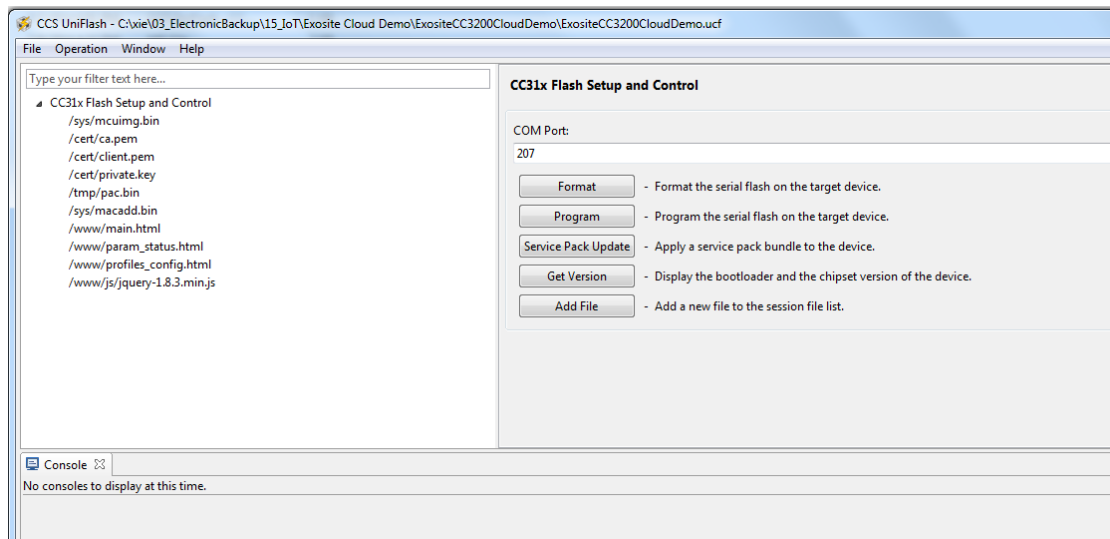 CCS UniFlash - C:\xie\03_ElectronicBackup\15_IoT\Exosite Cloud Demo\ExositeCC3200CloudDemo\ExositeCC3200CloudDemo.ucf
File Operation Window Help
Type your filter text here...
CC31x Flash Setup and Control
/sys/mcuimg.bin
/cert/ca.pem
/cert/client.pem
/cert/private.key
/tmp/pac.bin
/sys/macadd.bin
/www/main.html
/www/param_status.html
/www/profiles_config.html
/www/js/jquery-1.8.3.min.js
CC31x Flash Setup and Control
COM Port:
207
Format - Format the serial flash on the target device.
Program - Program the serial flash on the target device.
Service Pack Update - Apply a service pack bundle to the device.
Get Version - Display the bootloader and the chipset version of the device.
Add File - Add a new file to the session file list.
Console
No consoles to display at this time.